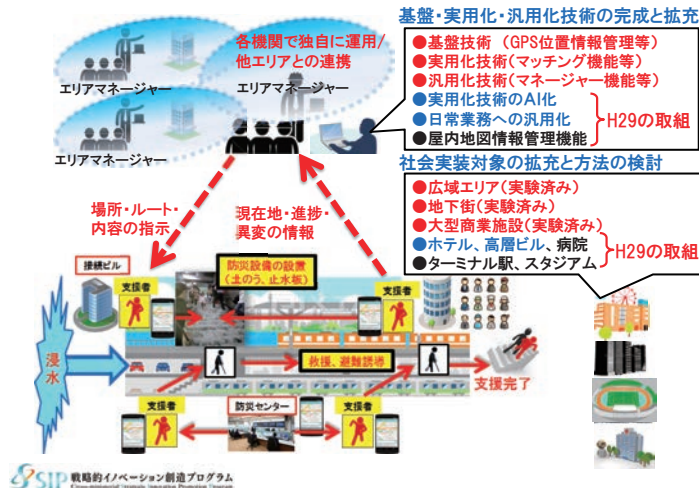 基盤・実用化・汎用化技術の完成と拡充
●基盤技術 (GPS位置情報管理等)
●実用化技術(マッチング機能等)
●汎用化技術(マネージャー機能等)
●実用化技術のAI化
●日常業務への汎用化
●屋内地図情報管理機能
H29の取組
各機関で独自に運用/
他エリアとの連携
エリアマネージャー
エリアマネージャー
エリアマネージャー
社会実装対象の拡充と方法の検討
●広域エリア(実験済み)
●地下街(実験済み)
●大型商業施設(実験済み)
●ホテル、高層ビル、病院
●ターミナル駅、スタジアム
H29の取組
場所・ルート・
内容の指示
現在地・進捗・
異変の情報
接続ビル
支援者
防災設備の設置
(土のう、止水板)
支援者
浸水
救援、避難誘導
支援完了
支援者
防災センター
支援者
SIP 戦略的イノベーション創造プログラム
Cross-ministerial Strategic Innovation Promotion Program